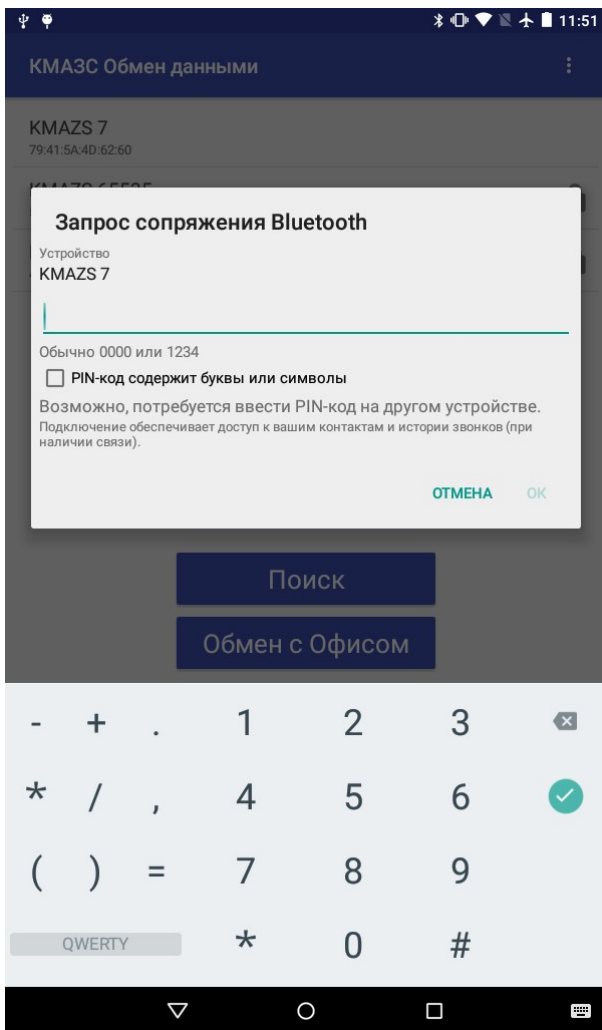 11:51
КМАЗС Обмен данными
KMAZS 7
79:41:5A:4D:62:60
Запрос сопряжения Bluetooth
Устройство
KMAZS 7
Обычно 0000 или 1234
PIN-код содержит буквы или символы
Возможно, потребуется ввести PIN-код на другом устройстве.
Подключение обеспечивает доступ к вашим контактам и истории звонков (при
наличии связи).
ОТМЕНА ОК
Поиск
Обмен с Офисом
- + . 1 2 3
* / , 4 5 6
( ) = 7 8 9
QWERTY * 0 #